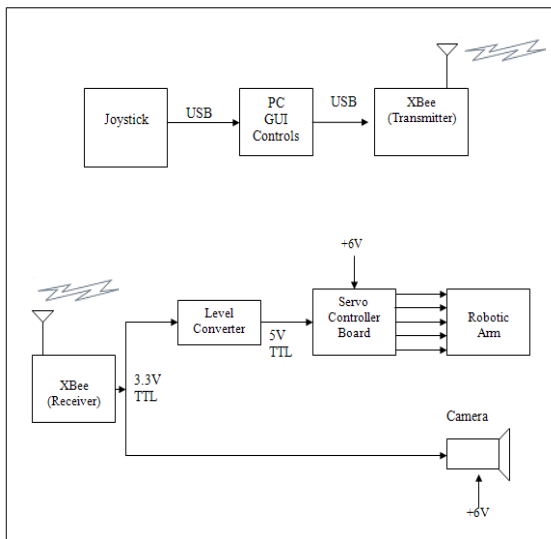 Joystick
USB
PC
GUI
Controls
USB
XBee
(Transmitter)
+6V
Level
Converter
5V
TTL
Servo
Controller
Board
Robotic
Arm
XBee
(Receiver)
3.3V
TTL
Camera
+6V